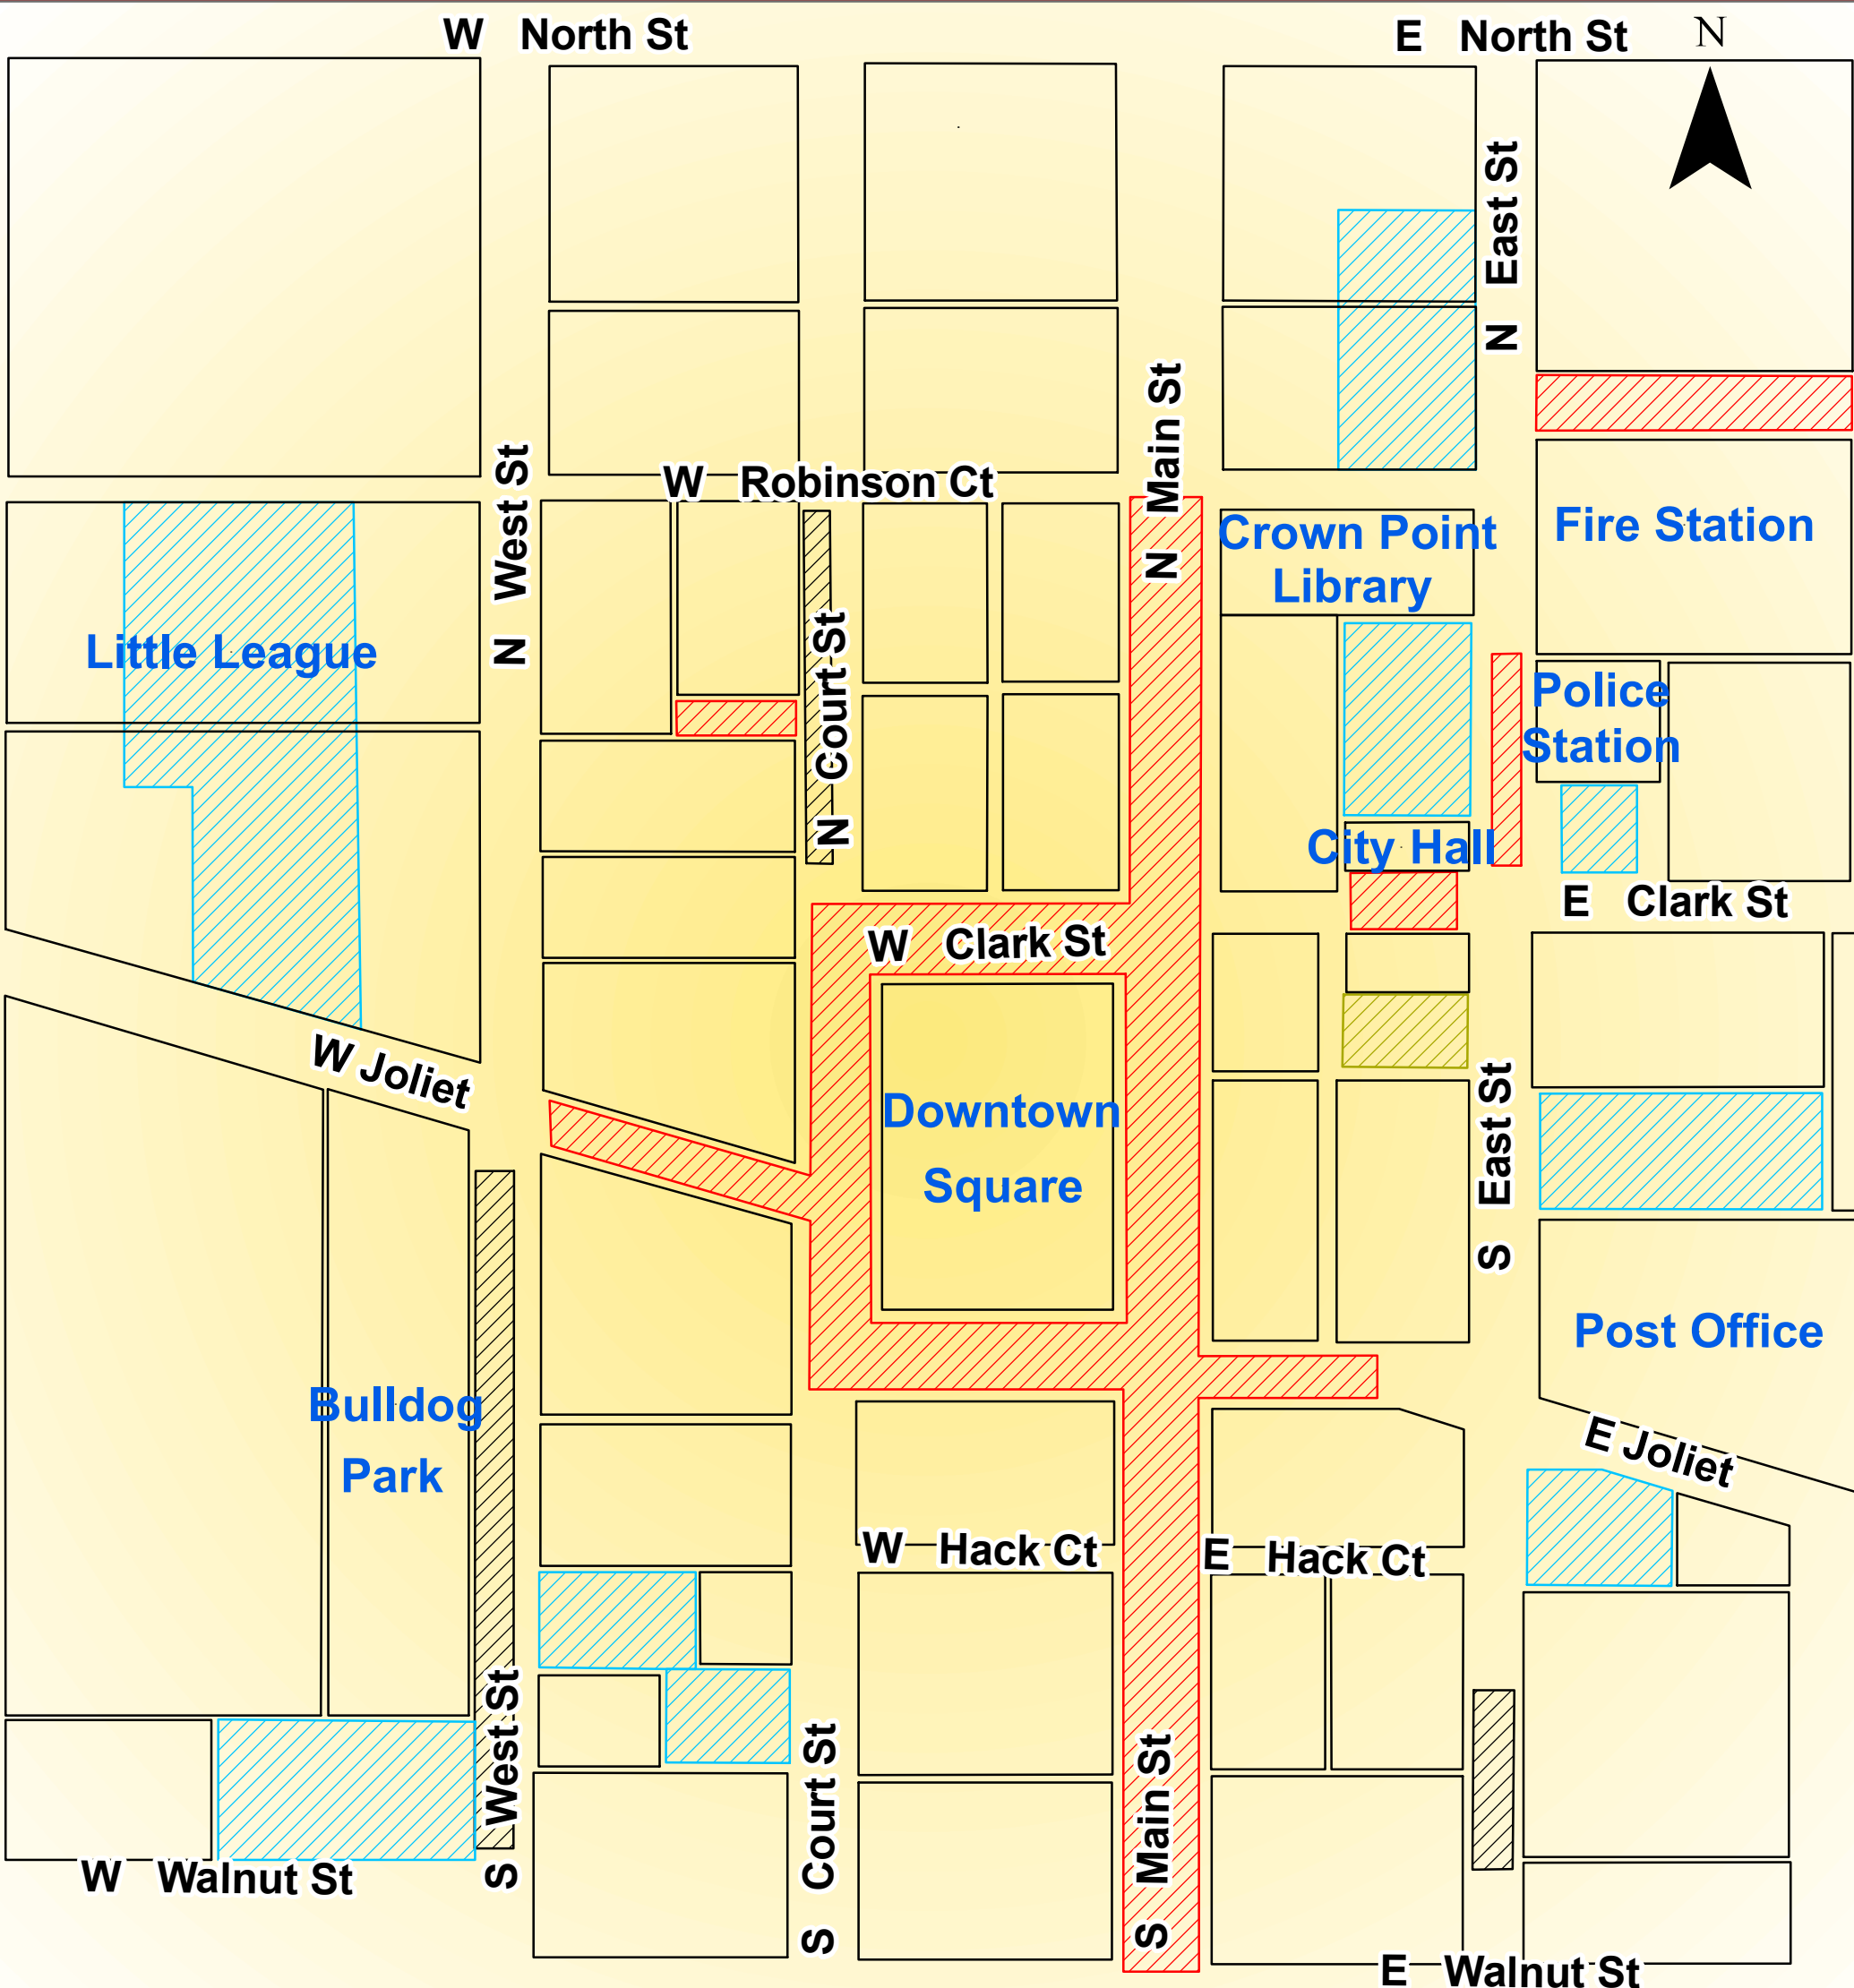 W North St
E North St
N
N East St
N Main St
N West St
W Robinson Ct
Crown Point
Library
Fire Station
Little League
N Court St
Police
Station
City Hall
E Clark St
W Clark St
W Joliet
Downtown
Square
S East St
Post Office
Bulldog
Park
E Joliet
W Hack Ct
E Hack Ct
S West St
S Court St
S Main St
W Walnut St
E Walnut St